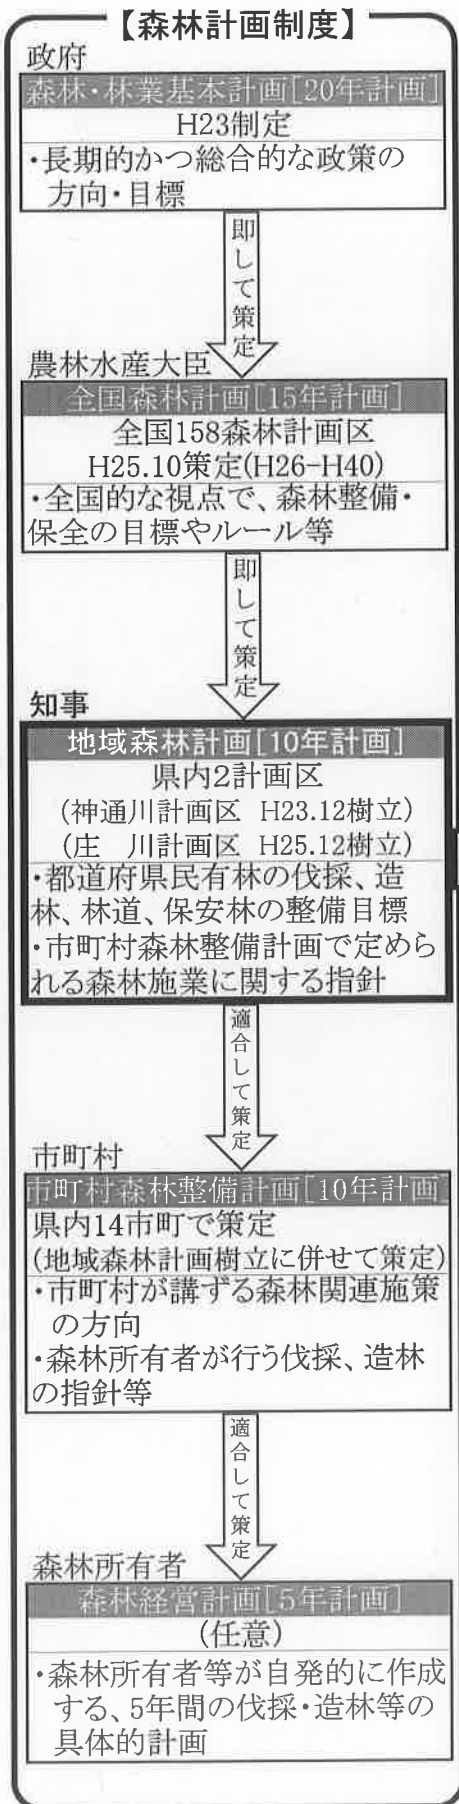 【森林計画制度】
政府
森林・林業基本計画[20年計画]
H23制定
・長期的かつ総合的な政策の
方向・目標
即して策定
農林水産大臣
全国森林計画[15年計画]
全国158森林計画区
H25.10策定(H26-H40)
・全国的な視点で、森林整備・
保全の目標やルール等
即して策定
知事
地域森林計画[10年計画]
県内2計画区
(神通川計画区 H23.12樹立)
(庄 川計画区 H25.12樹立)
・都道府県民有林の伐採、造
林、林道、保安林の整備目標
・市町村森林整備計画で定めら
れる森林施業に関する指針
適合して策定
市町村
市町村森林整備計画[10年計画]
県内14市町で策定
(地域森林計画樹立に併せて策定)
・市町村が講ずる森林関連施策
の方向
・森林所有者が行う伐採、造林
の指針等
適合して策定
森林所有者
森林経営計画[5年計画]
(任意)
・森林所有者等が自発的に作成
する、5年間の伐採・造林等の
具体的計画